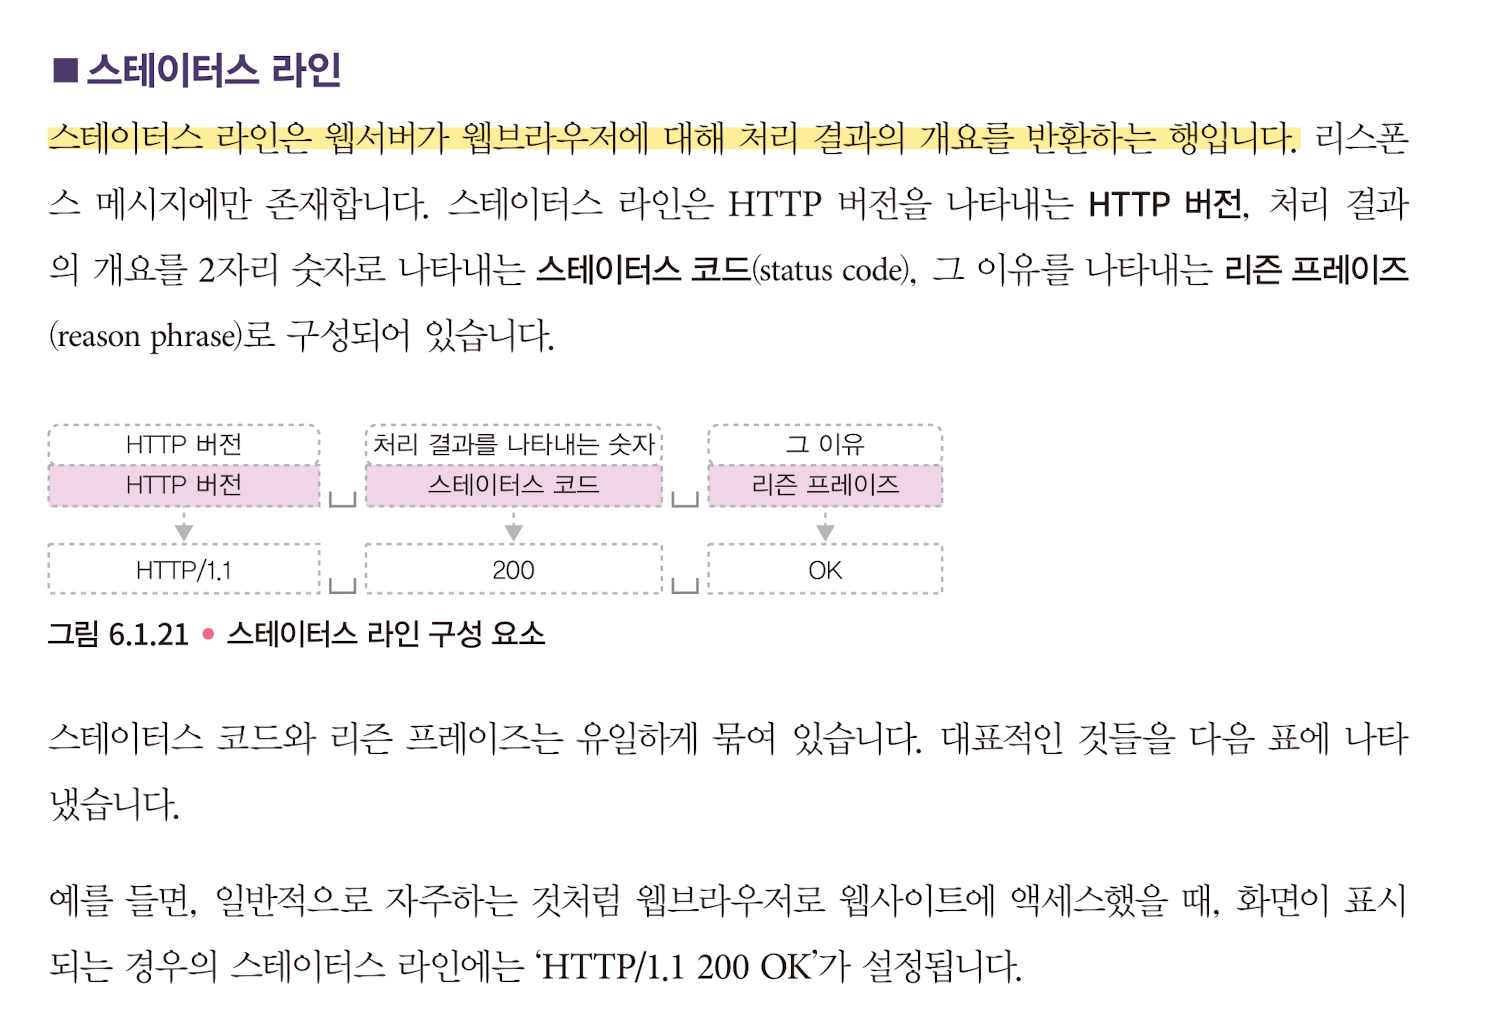 ■ 스테이터스 라인
스테이터스 라인은 웹서버가 웹브라우저에 대해 처리 결과의 개요를 반환하는 행입니다. 리스폰
스 메시지에만 존재합니다. 스테이터스 라인은 HTTP 버전을 나타내는 HTTP 버전, 처리 결과
의 개요를 2자리 숫자로 나타내는 스테이터스 코드(status code), 그 이유를 나타내는 리즌 프레이즈
(reason phrase)로 구성되어 있습니다.
HTTP 버전 처리 결과를 나타내는 숫자 그 이유
HTTP 버전 스테이터스 코드 리즌 프레이즈
HTTP/1.1 200 OK
그림 6.1.21 • 스테이터스 라인 구성 요소
스테이터스 코드와 리즌 프레이즈는 유일하게 묶여 있습니다. 대표적인 것들을 다음 표에 나타
냈습니다.
예를 들면, 일반적으로 자주하는 것처럼 웹브라우저로 웹사이트에 액세스했을 때, 화면이 표시
되는 경우의 스테이터스 라인에는 ‘HTTP/1.1 200 OK’가 설정됩니다.